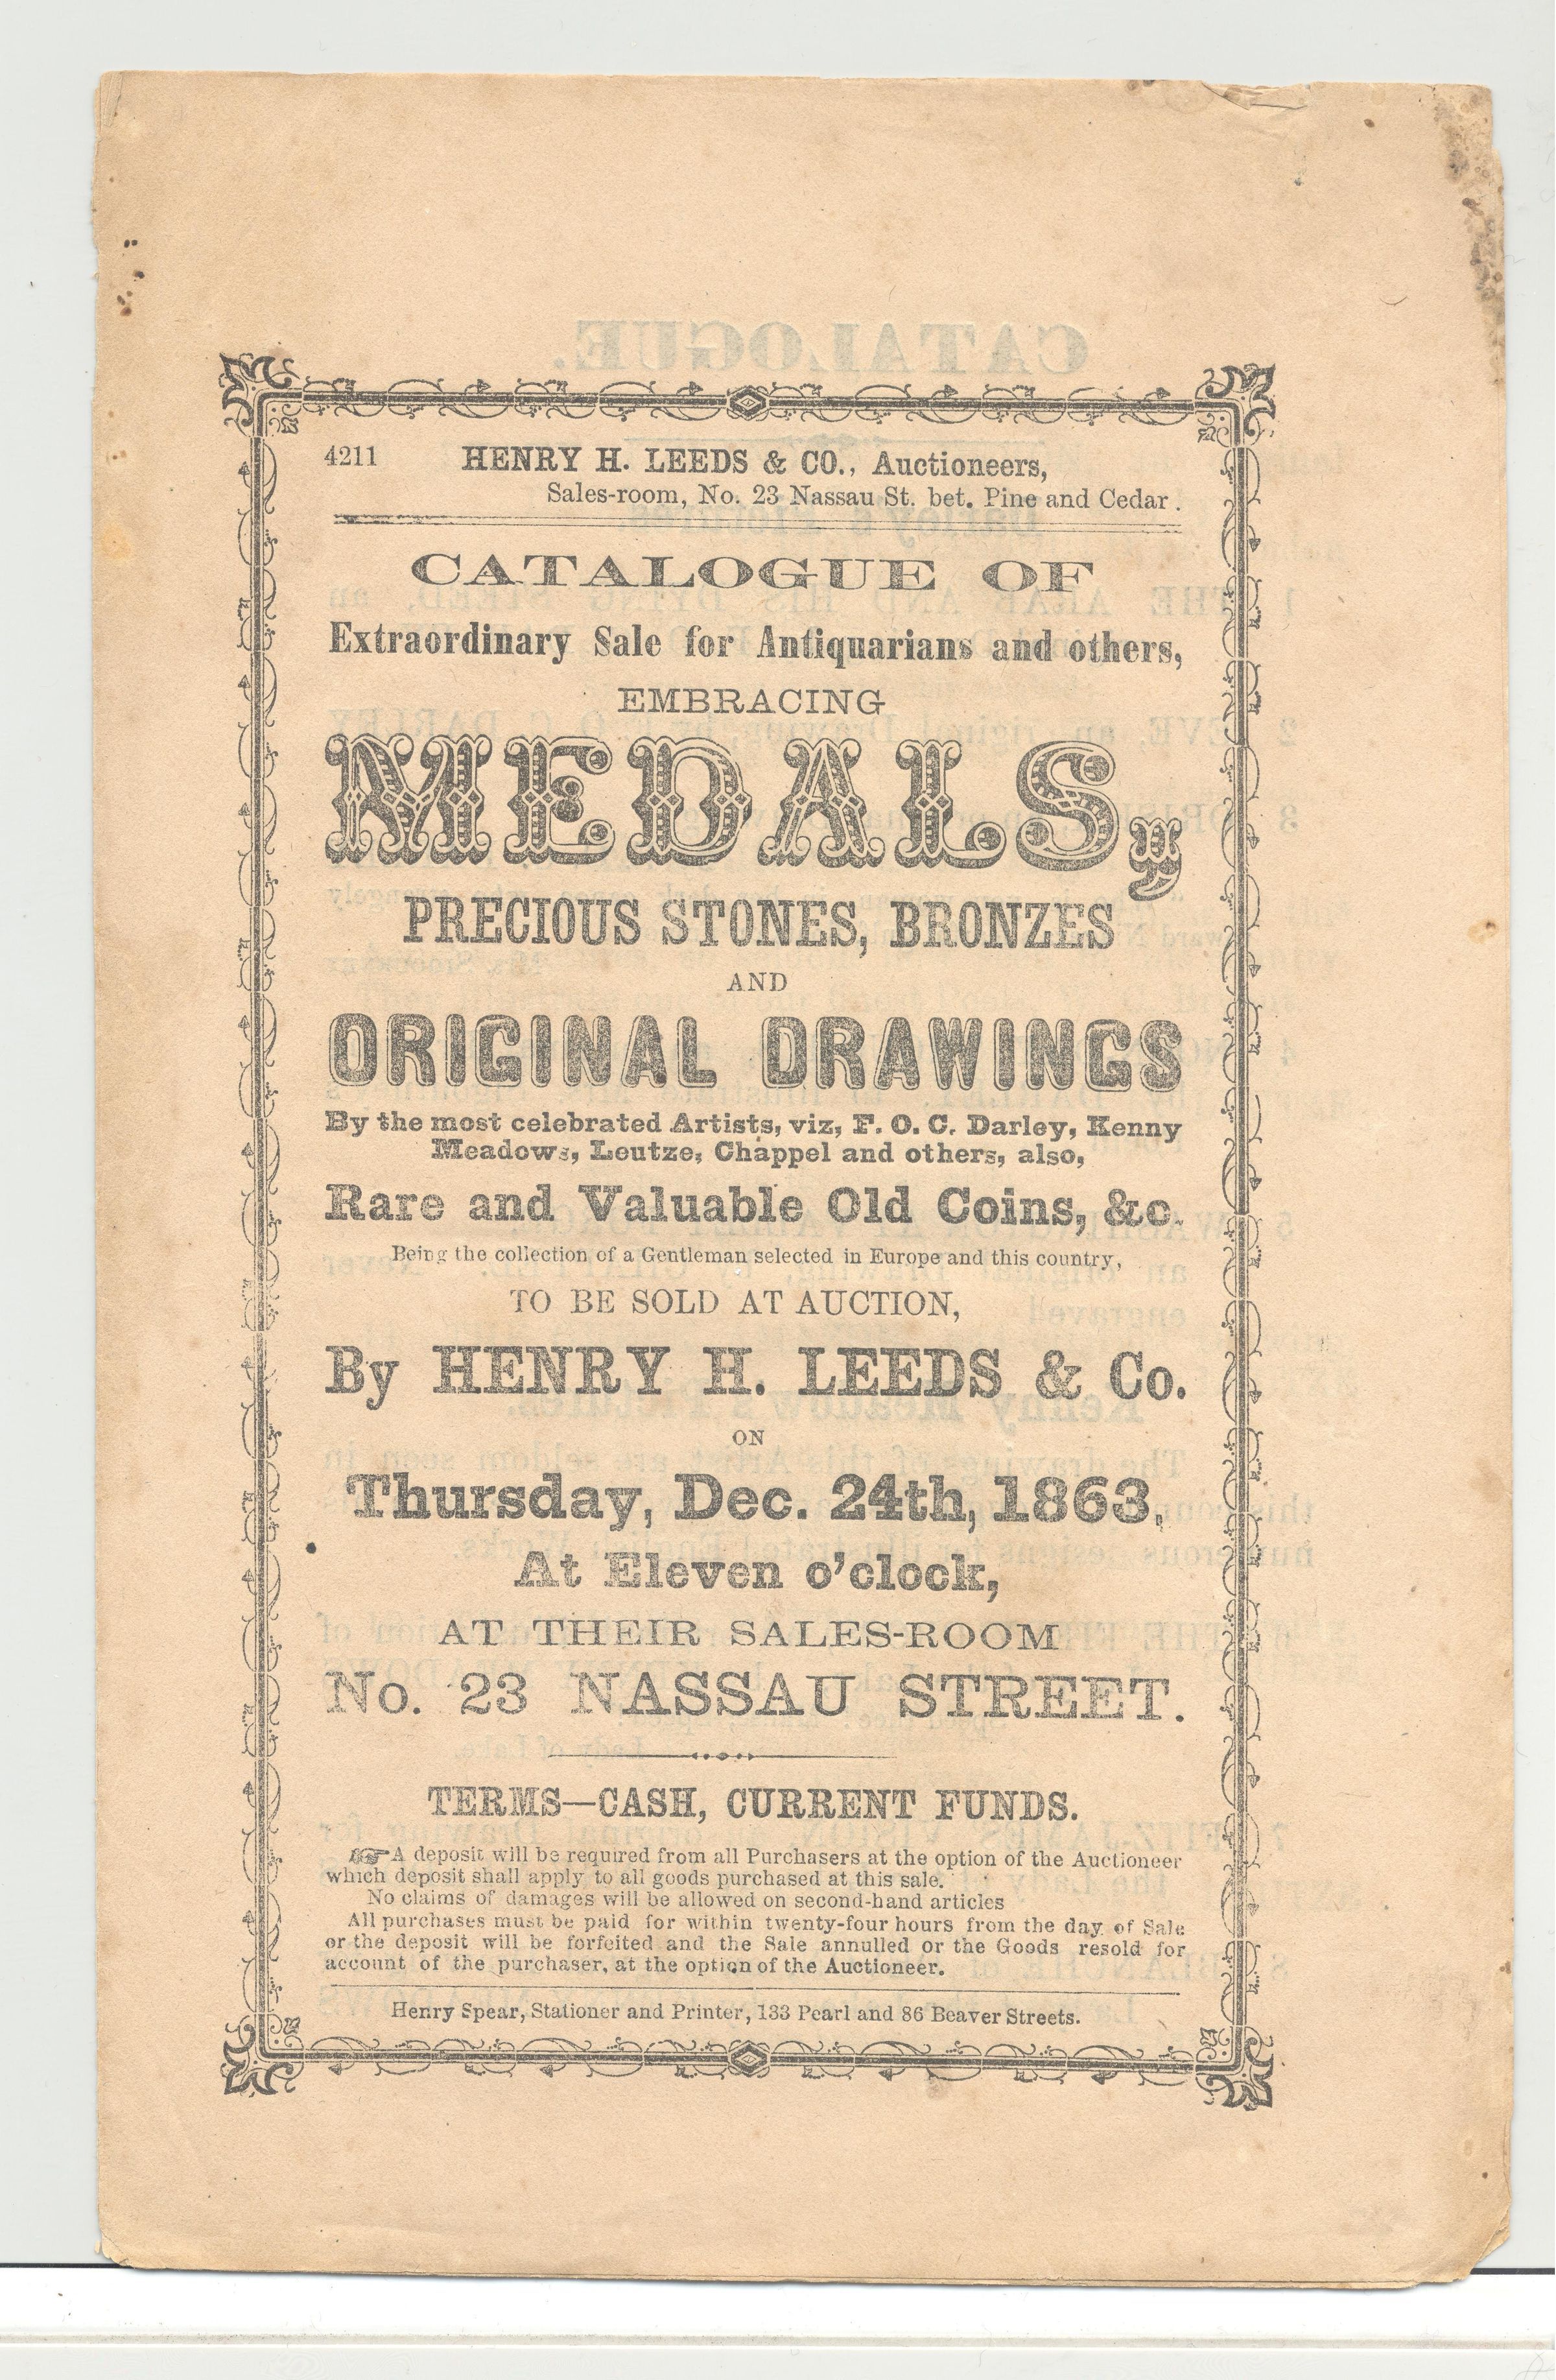 4211 HENRY H. LEEDS & CO., Auctioneers,
Sales-room, No. 23 Nassau St. bet. Pine and Cedar.
CATALOGUE OF
Extraordinary Sale for Antiquarians and others,
EMBRACING
MEDALS,
PRECIOUS STONES, BRONZES
AND
ORIGINAL DRAWINGS
By the most celebrated Artists, viz, F. O. C. Darley, Kenny
Meadows, Leutze, Chappel and others, also,
Rare and Valuable Old Coins, &c.
Being the collection of a Gentleman selected in Europe and this country,
TO BE SOLD AT AUCTION,
By HENRY H. LEEDS & Co.
ON
Thursday, Dec. 24th, 1863,
At Eleven o'clock,
AT THEIR SALES-ROOM
No. 23 NASSAU STREET.
TERMS—CASH, CURRENT FUNDS.
☞ A deposit will be required from all Purchasers at the option of the Auctioneer
which deposit shall apply to all goods purchased at this sale.
No claims of damages will be allowed on second-hand articles
All purchases must be paid for within twenty-four hours from the day of Sale
or the deposit will be forfeited and the Sale annulled or the Goods resold for
account of the purchaser, at the option of the Auctioneer.
Henry Spear, Stationer and Printer, 133 Pearl and 86 Beaver Streets.